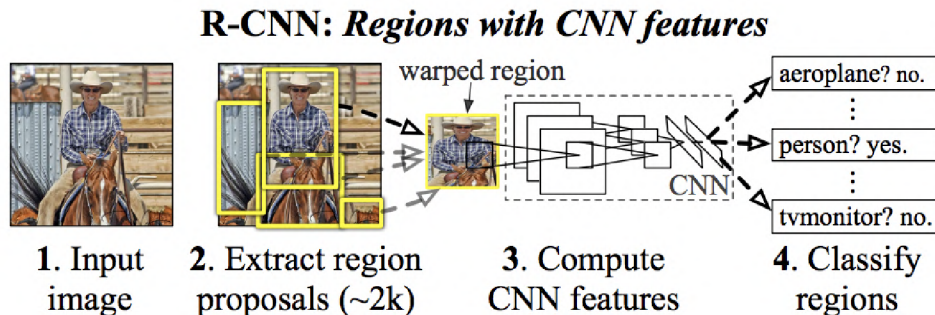 R-CNN: Regions with CNN features
warped region
aeroplane? no.
⋮
person? yes.
⋮
tvmonitor? no.
CNN
1. Input
image
2. Extract region
proposals (~2k)
3. Compute
CNN features
4. Classify
regions